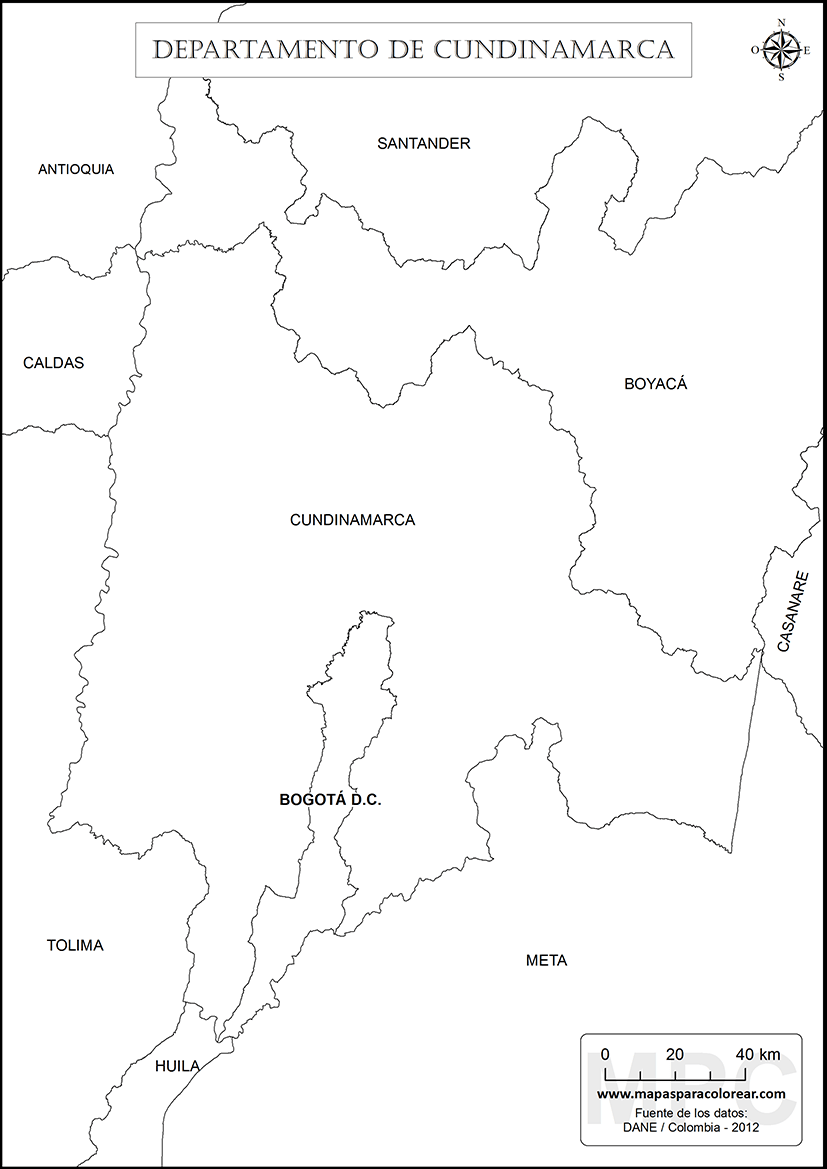 DEPARTAMENTO DE CUNDINAMARCA
N
O
E
S
SANTANDER
ANTIOQUIA
CALDAS
BOYACÁ
CUNDINAMARCA
CASANARE
BOGOTÁ D.C.
TOLIMA
META
HUILA
0 20 40 km
MPC
www.mapasparacolorear.com
Fuente de los datos:
DANE / Colombia - 2012